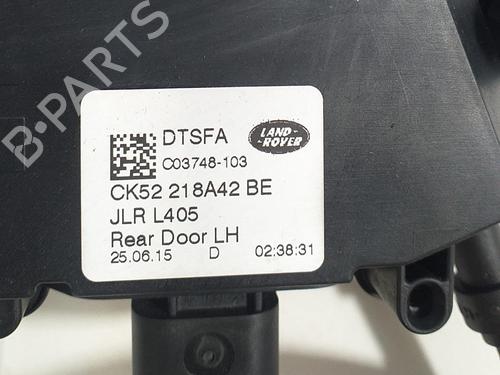 B-PARTS
DTSFA
LAND-
ROVER
C03748-103
CK52 218A42 BE
JLR L405
Rear Door LH
25.06.15 D 02:38:31